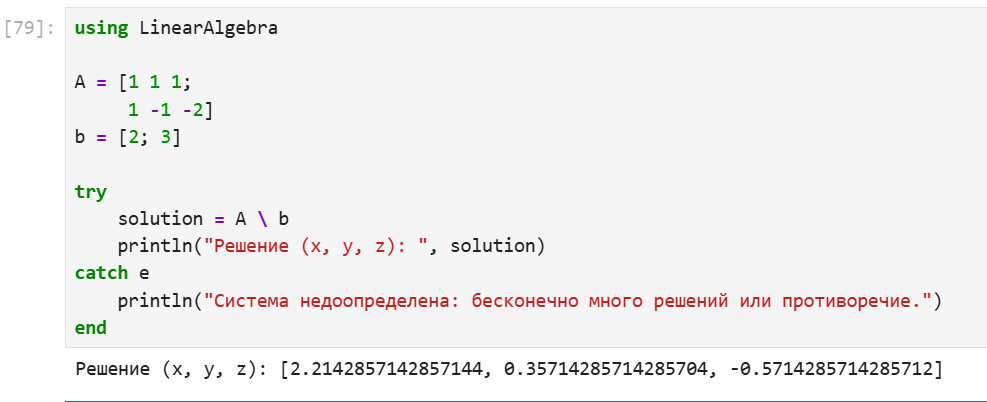 [79]:
using LinearAlgebra
A = [1 1 1;
1 -1 -2]
b = [2; 3]
try
solution = A \ b
println("Решение (x, y, z): ", solution)
catch e
println("Система недоопределена: бесконечно много решений или противоречие.")
end
Решение (x, y, z): [2.2142857142857144, 0.35714285714285704, -0.5714285714285712]